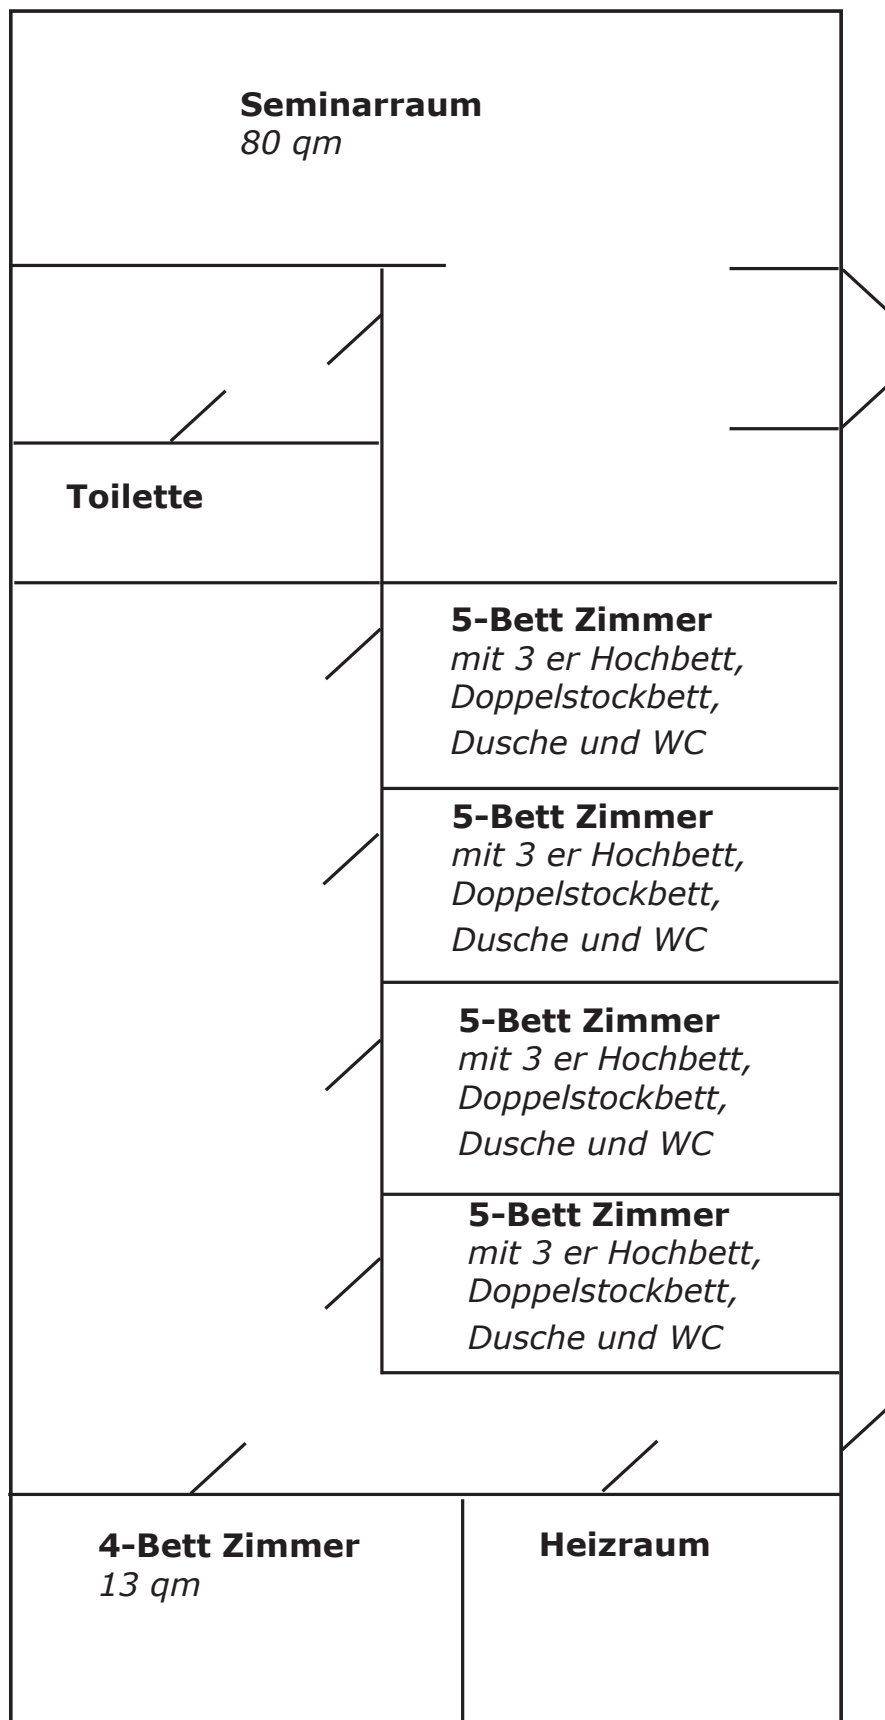 Seminarraum
80 qm
Toilette
5-Bett Zimmer
mit 3 er Hochbett,
Doppelstockbett,
Dusche und WC
5-Bett Zimmer
mit 3 er Hochbett,
Doppelstockbett,
Dusche und WC
5-Bett Zimmer
mit 3 er Hochbett,
Doppelstockbett,
Dusche und WC
5-Bett Zimmer
mit 3 er Hochbett,
Doppelstockbett,
Dusche und WC
4-Bett Zimmer
13 qm
Heizraum